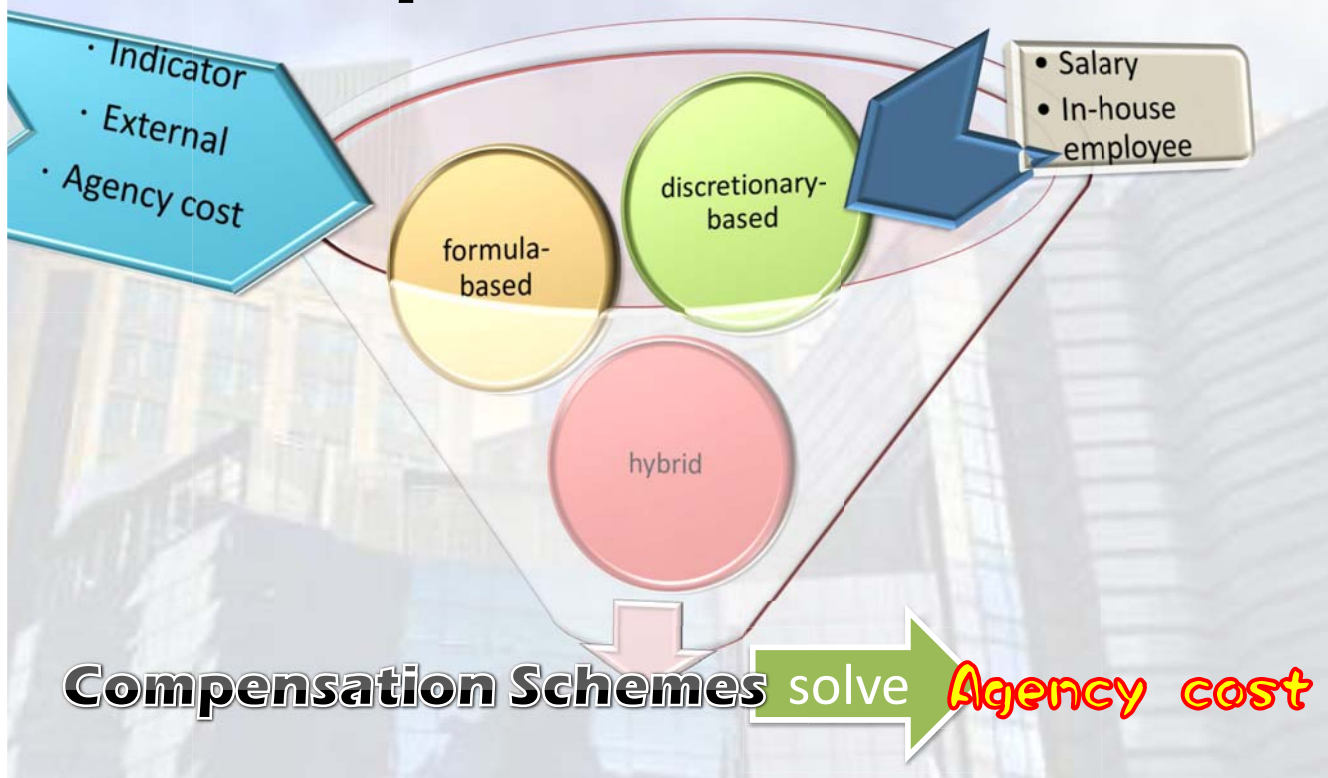 · Indicator
· External
· Agency cost
• Salary
• In-house
employee
discretionary-
based
formula-
based
hybrid
Compensation Schemes solve Agency cost